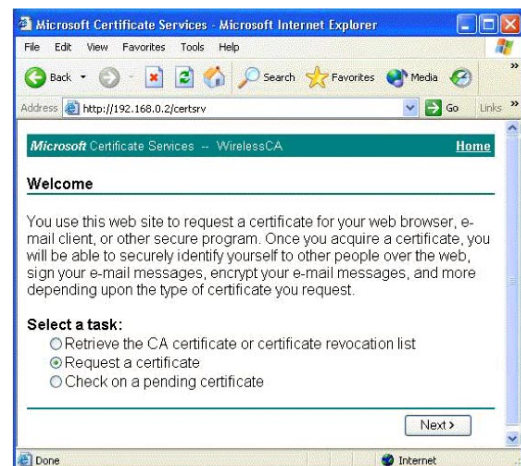 Microsoft Certificate Services - Microsoft Internet Explorer
File Edit View Favorites Tools Help
Back Search Favorites Media »
Address http://192.168.0.2/certsrv Go Links »
Microsoft Certificate Services -- WirelessCA Home
Welcome
You use this web site to request a certificate for your web browser, e-
mail client, or other secure program. Once you acquire a certificate, you
will be able to securely identify yourself to other people over the web,
sign your e-mail messages, encrypt your e-mail messages, and more
depending upon the type of certificate you request.
Select a task:
Retrieve the CA certificate or certificate revocation list
Request a certificate
Check on a pending certificate
Next >
Done Internet